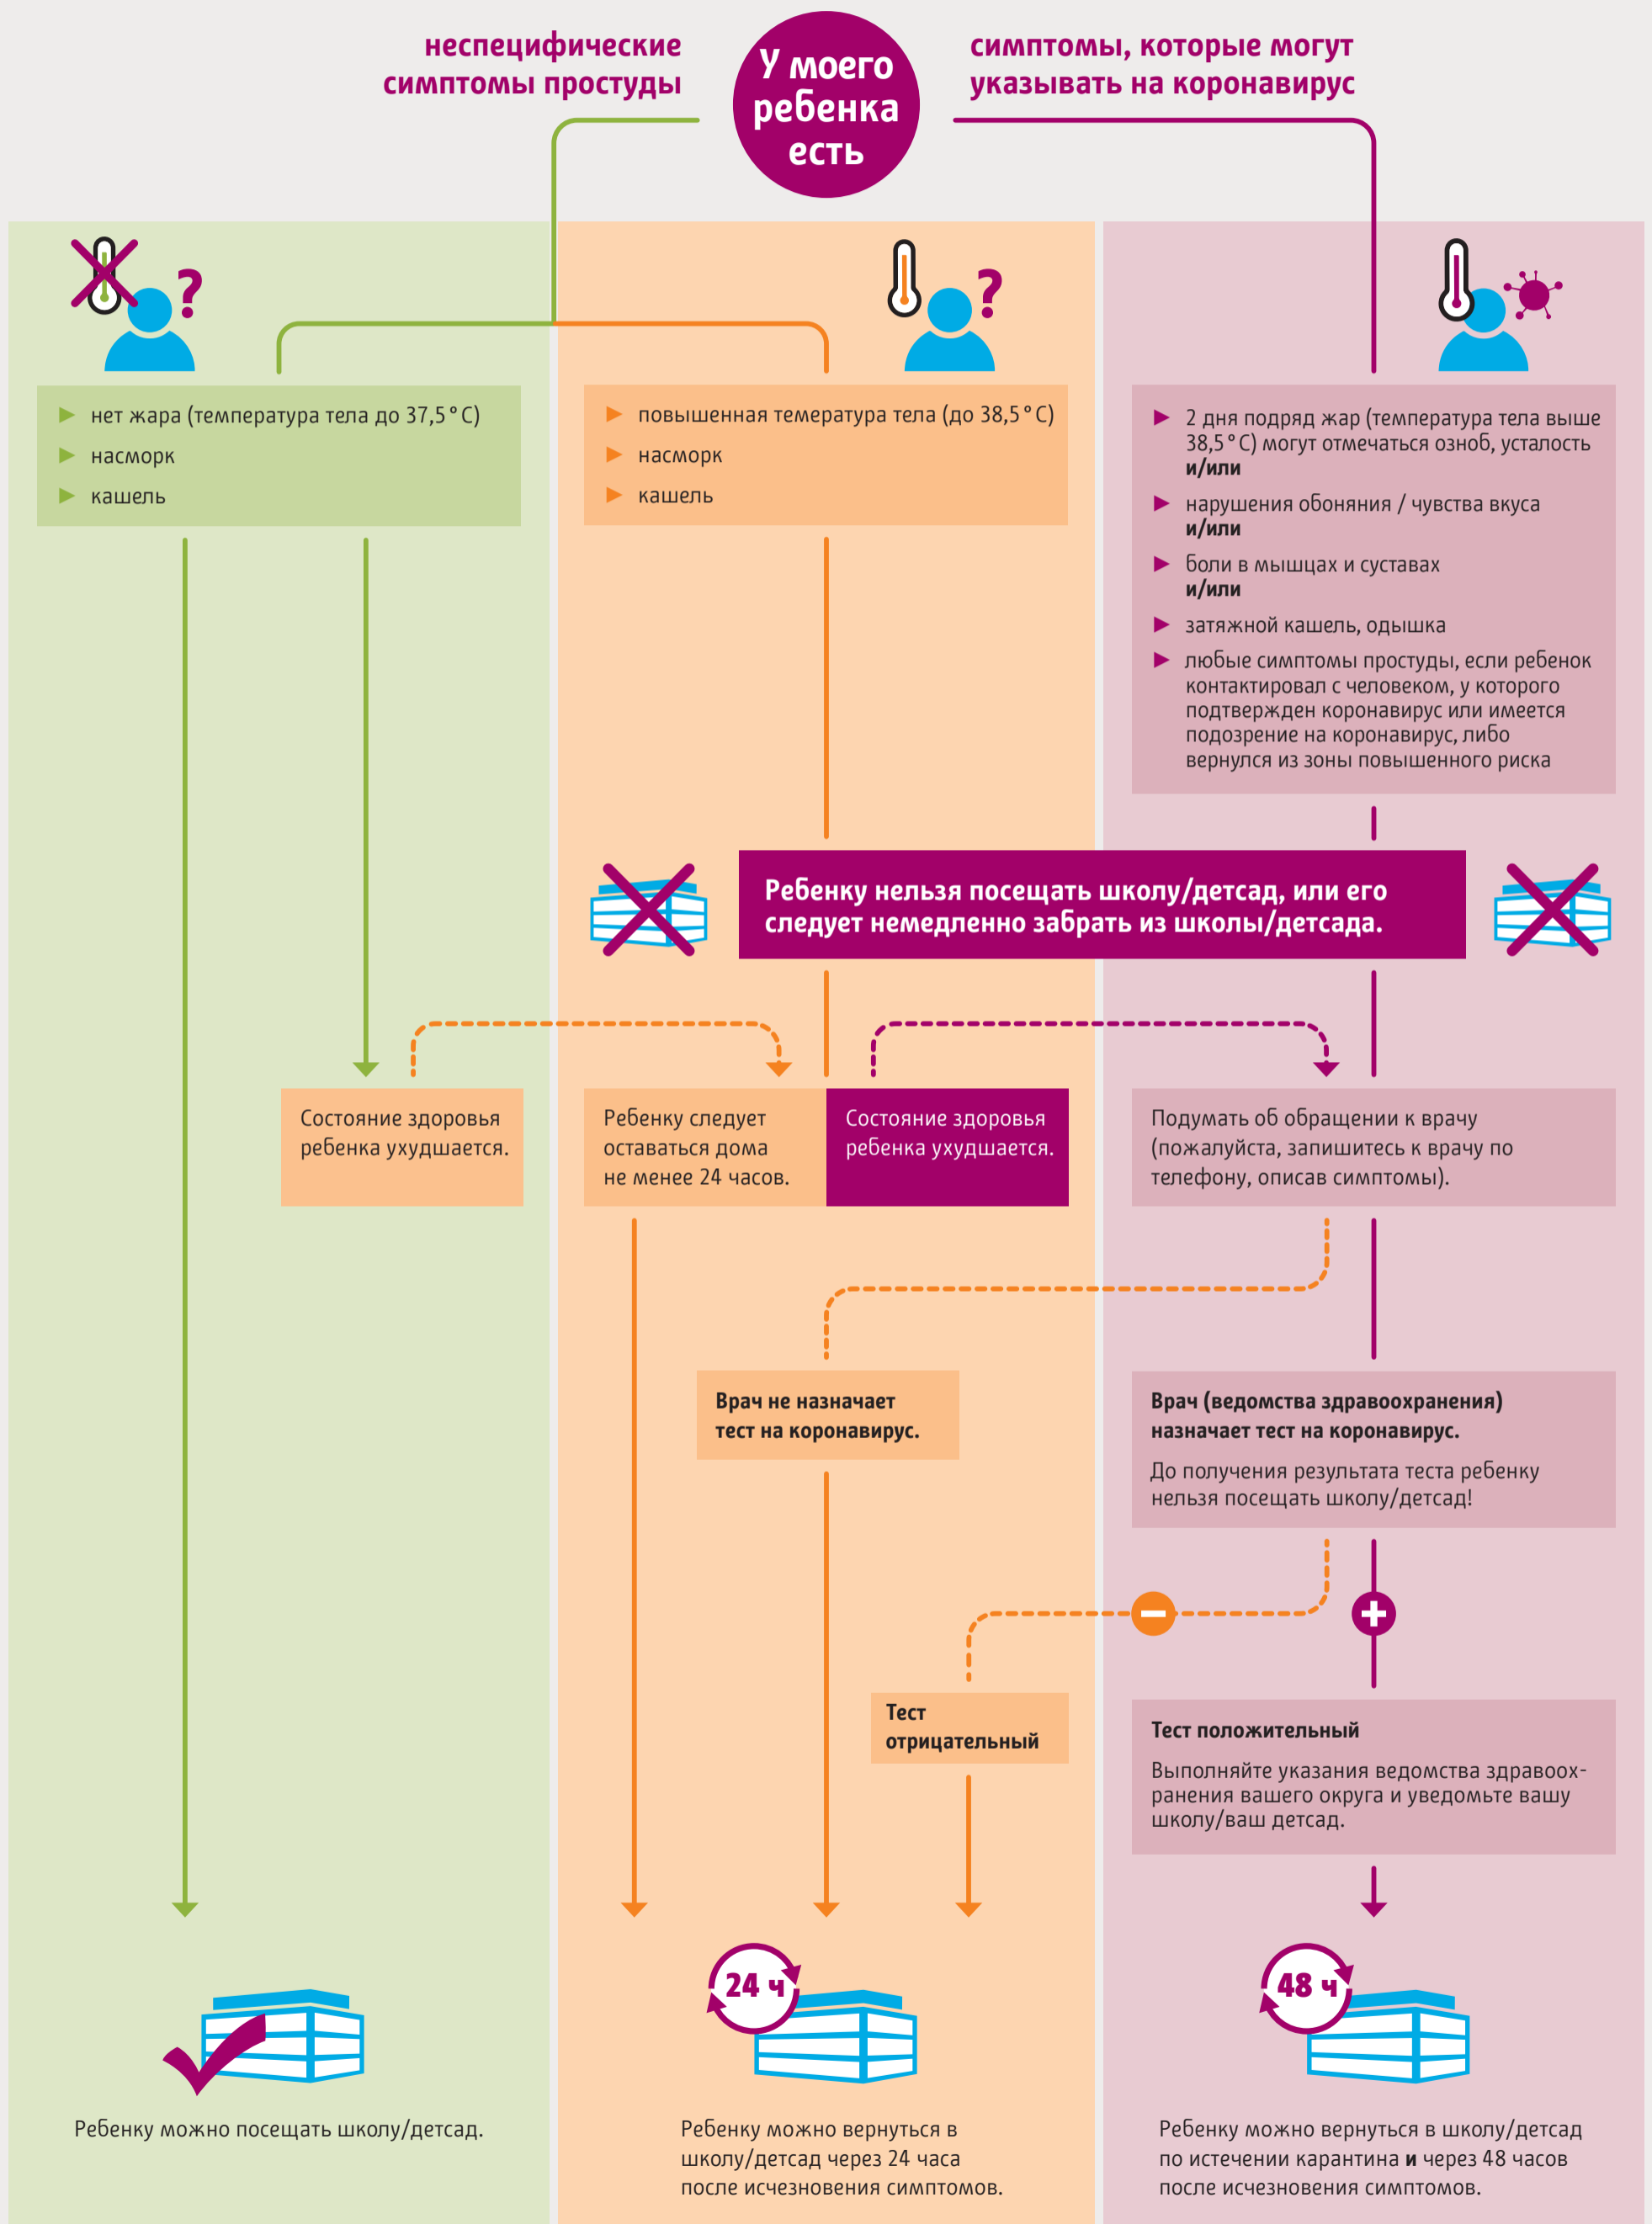 неспецифические
симптомы простуды
У моего
ребенка
есть
симптомы, которые могут
указывать на коронавирус
?
нет жара (температура тела до 37,5 °C)
насморк
кашель
?
повышенная темература тела (до 38,5 °C)
насморк
кашель
2 дня подряд жар (температура тела выше
38,5 °C) могут отмечаться озноб, усталость
и/или
нарушения обоняния / чувства вкуса
и/или
боли в мышцах и суставах
и/или
затяжной кашель, одышка
любые симптомы простуды, если ребенок
контактировал с человеком, у которого
подтвержден коронавирус или имеется
подозрение на коронавирус, либо
вернулся из зоны повышенного риска
Ребенку нельзя посещать школу/детсад, или его
следует немедленно забрать из школы/детсада.
Состояние здоровья
ребенка ухудшается.
Ребенку следует
оставаться дома
не менее 24 часов.
Состояние здоровья
ребенка ухудшается.
Подумать об обращении к врачу
(пожалуйста, запишитесь к врачу по
телефону, описав симптомы).
Врач не назначает
тест на коронавирус.
Врач (ведомства здравоохранения)
назначает тест на коронавирус.
До получения результата теста ребенку
нельзя посещать школу/детсад!
Тест
отрицательный
Тест положительный
Выполняйте указания ведомства здравоох-
ранения вашего округа и уведомьте вашу
школу/ваш детсад.
Ребенку можно посещать школу/детсад.
24 ч
Ребенку можно вернуться в
школу/детсад через 24 часа
после исчезновения симптомов.
48 ч
Ребенку можно вернуться в школу/детсад
по истечении карантина и через 48 часов
после исчезновения симптомов.